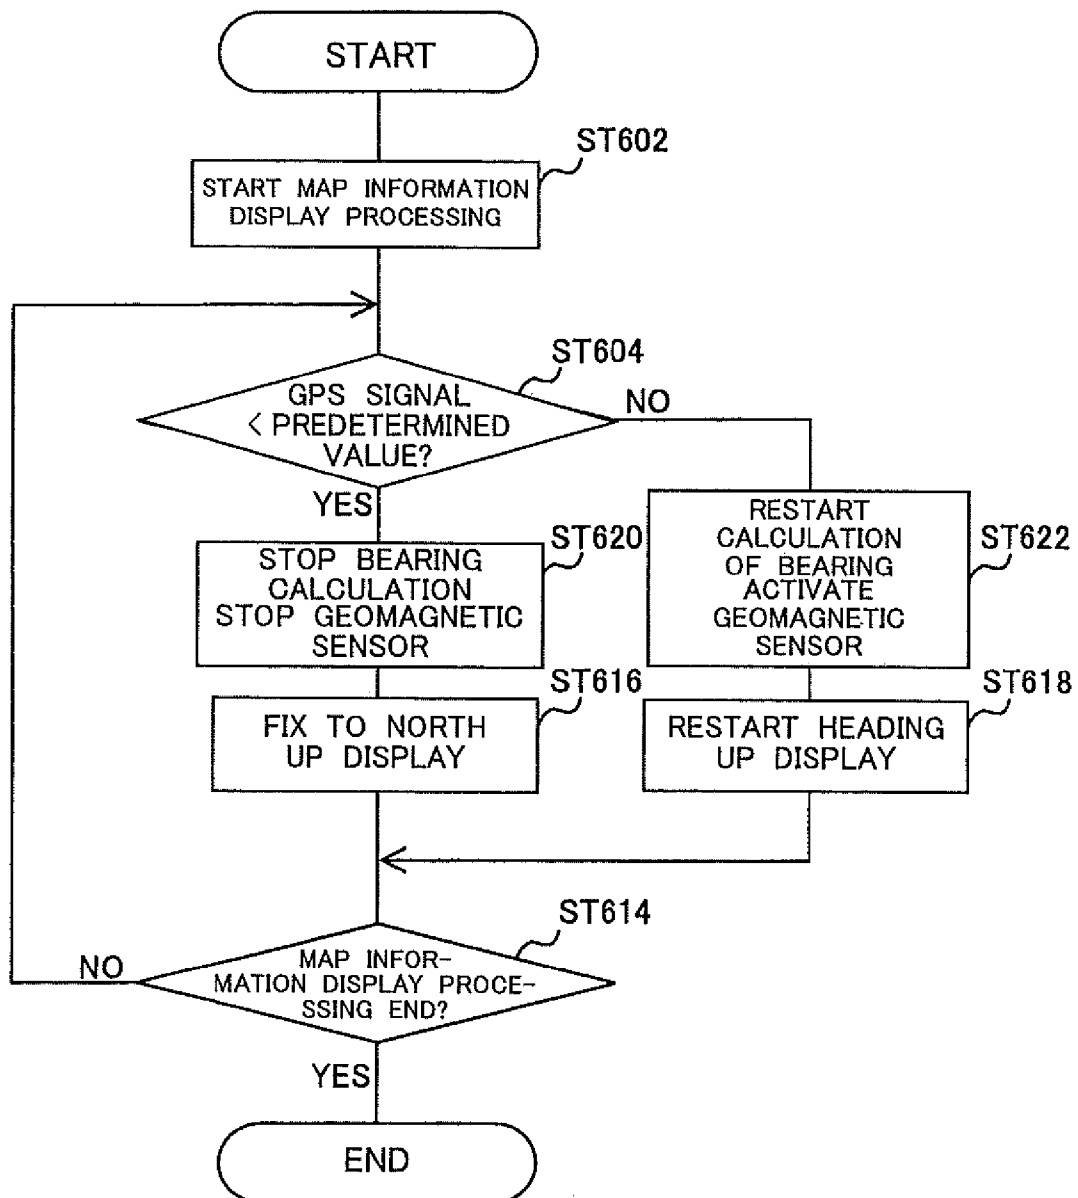 START
ST602
START MAP INFORMATION
DISPLAY PROCESSING
ST604
GPS SIGNAL
< PREDETERMINED
VALUE?
NO
YES
ST620
STOP BEARING
CALCULATION
STOP GEOMAGNETIC
SENSOR
ST622
RESTART
CALCULATION
OF BEARING
ACTIVATE
GEOMAGNETIC
SENSOR
ST616
FIX TO NORTH
UP DISPLAY
ST618
RESTART HEADING
UP DISPLAY
ST614
MAP INFOR-
MATION DISPLAY PROCE-
SSING END?
NO
YES
END